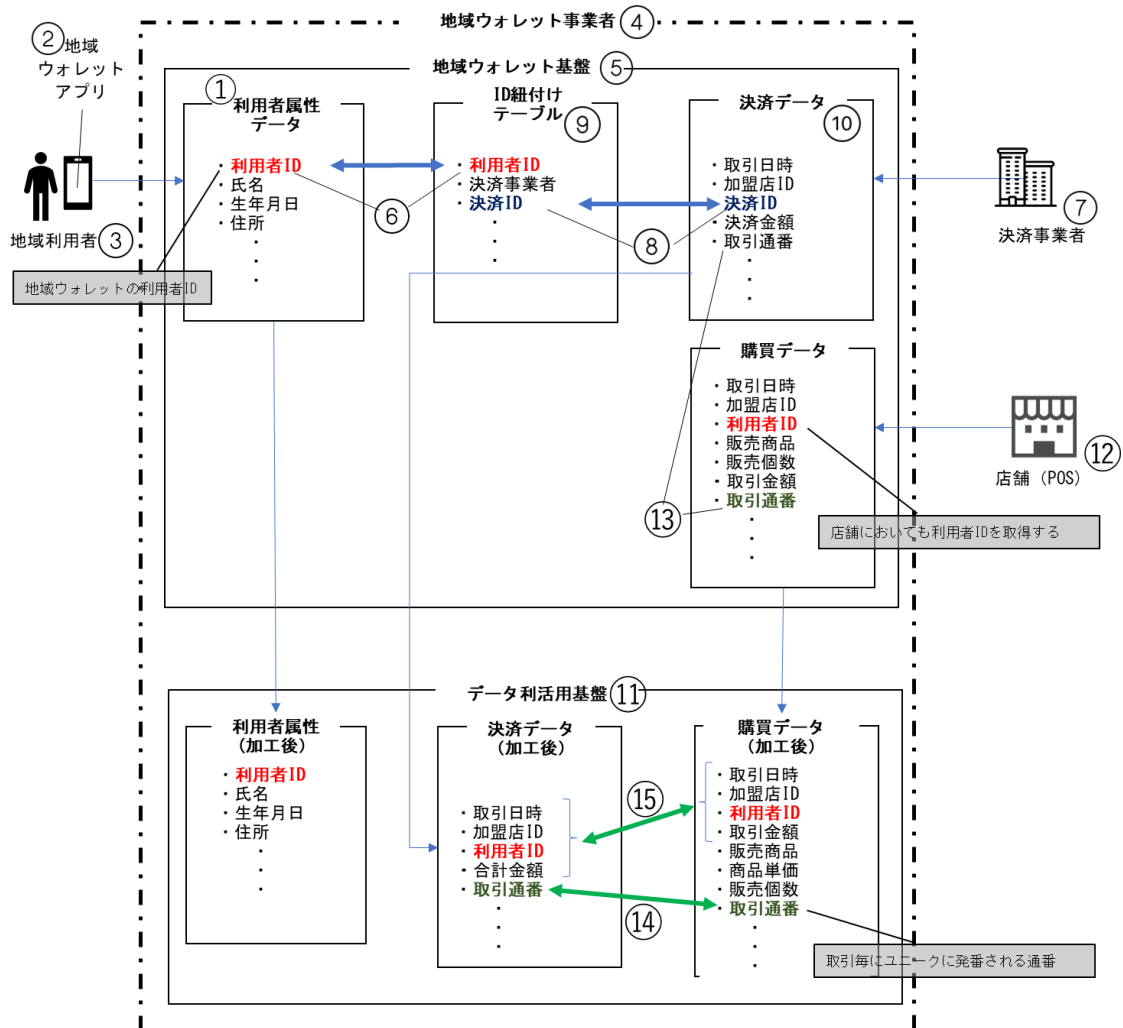 地域ウォレット事業者 ④
② 地域
ウォレット
アプリ
地域ウォレット基盤 ⑤
①
利用者属性
データ
・利用者ID
・氏名
・生年月日
・住所
・
・
・
ID紐付け
テーブル ⑨
・利用者ID
・決済事業者
・決済ID
・
・
・
決済データ
⑩
・取引日時
・加盟店ID
・決済ID
・決済金額
・取引通番
・
・
・
⑥
⑧
地域利用者 ③
地域ウォレットの利用者ID
⑦
決済事業者
購買データ
・取引日時
・加盟店ID
・利用者ID
・販売商品
・販売個数
・取引金額
・取引通番
・
・
・
⑬
⑫
店舗（POS）
店舗においても利用者IDを取得する
データ利活用基盤 ⑪
利用者属性
(加工後)
・利用者ID
・氏名
・生年月日
・住所
・
・
・
決済データ
(加工後)
・取引日時
・加盟店ID
・利用者ID
・合計金額
・取引通番
・
・
・
⑮
⑭
購買データ
(加工後)
・取引日時
・加盟店ID
・利用者ID
・取引金額
・販売商品
・商品単価
・販売個数
・取引通番
・
・
・
取引毎にユニークに発番される通番